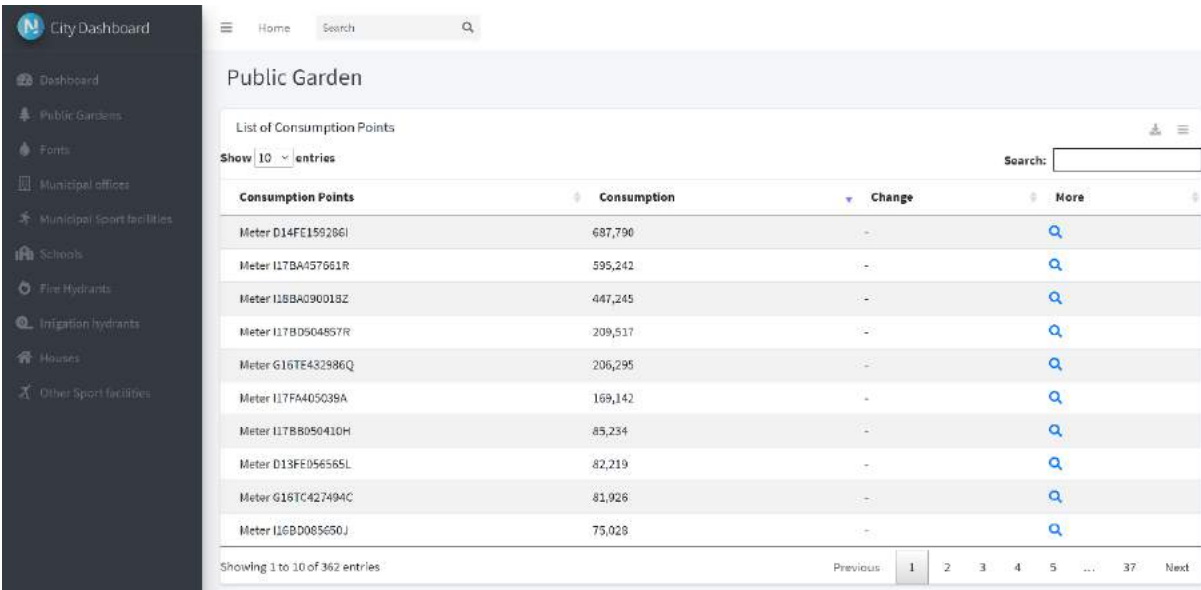 City Dashboard
Home
Search
Dashboard
Public Gardens
Fonts
Municipal offices
Municipal Sport facilities
Schools
Fire Hydrants
Irrigation hydrants
Houses
Other Sport facilities
Public Garden
List of Consumption Points
Show 10 entries
Search:
Consumption Points Consumption Change More
Meter D14FE159286I 687,790 -
Meter I17BA457661R 595,242 -
Meter I18BA090018Z 447,245 -
Meter I17BD504857R 209,517 -
Meter G16TE432986Q 206,295 -
Meter I17FA405039A 169,142 -
Meter I17BB050410H 85,234 -
Meter D13FE056565L 82,219 -
Meter G16TC427494C 81,926 -
Meter I16BD085650J 75,028 -
Showing 1 to 10 of 362 entries
Previous 1 2 3 4 5 ... 37 Next